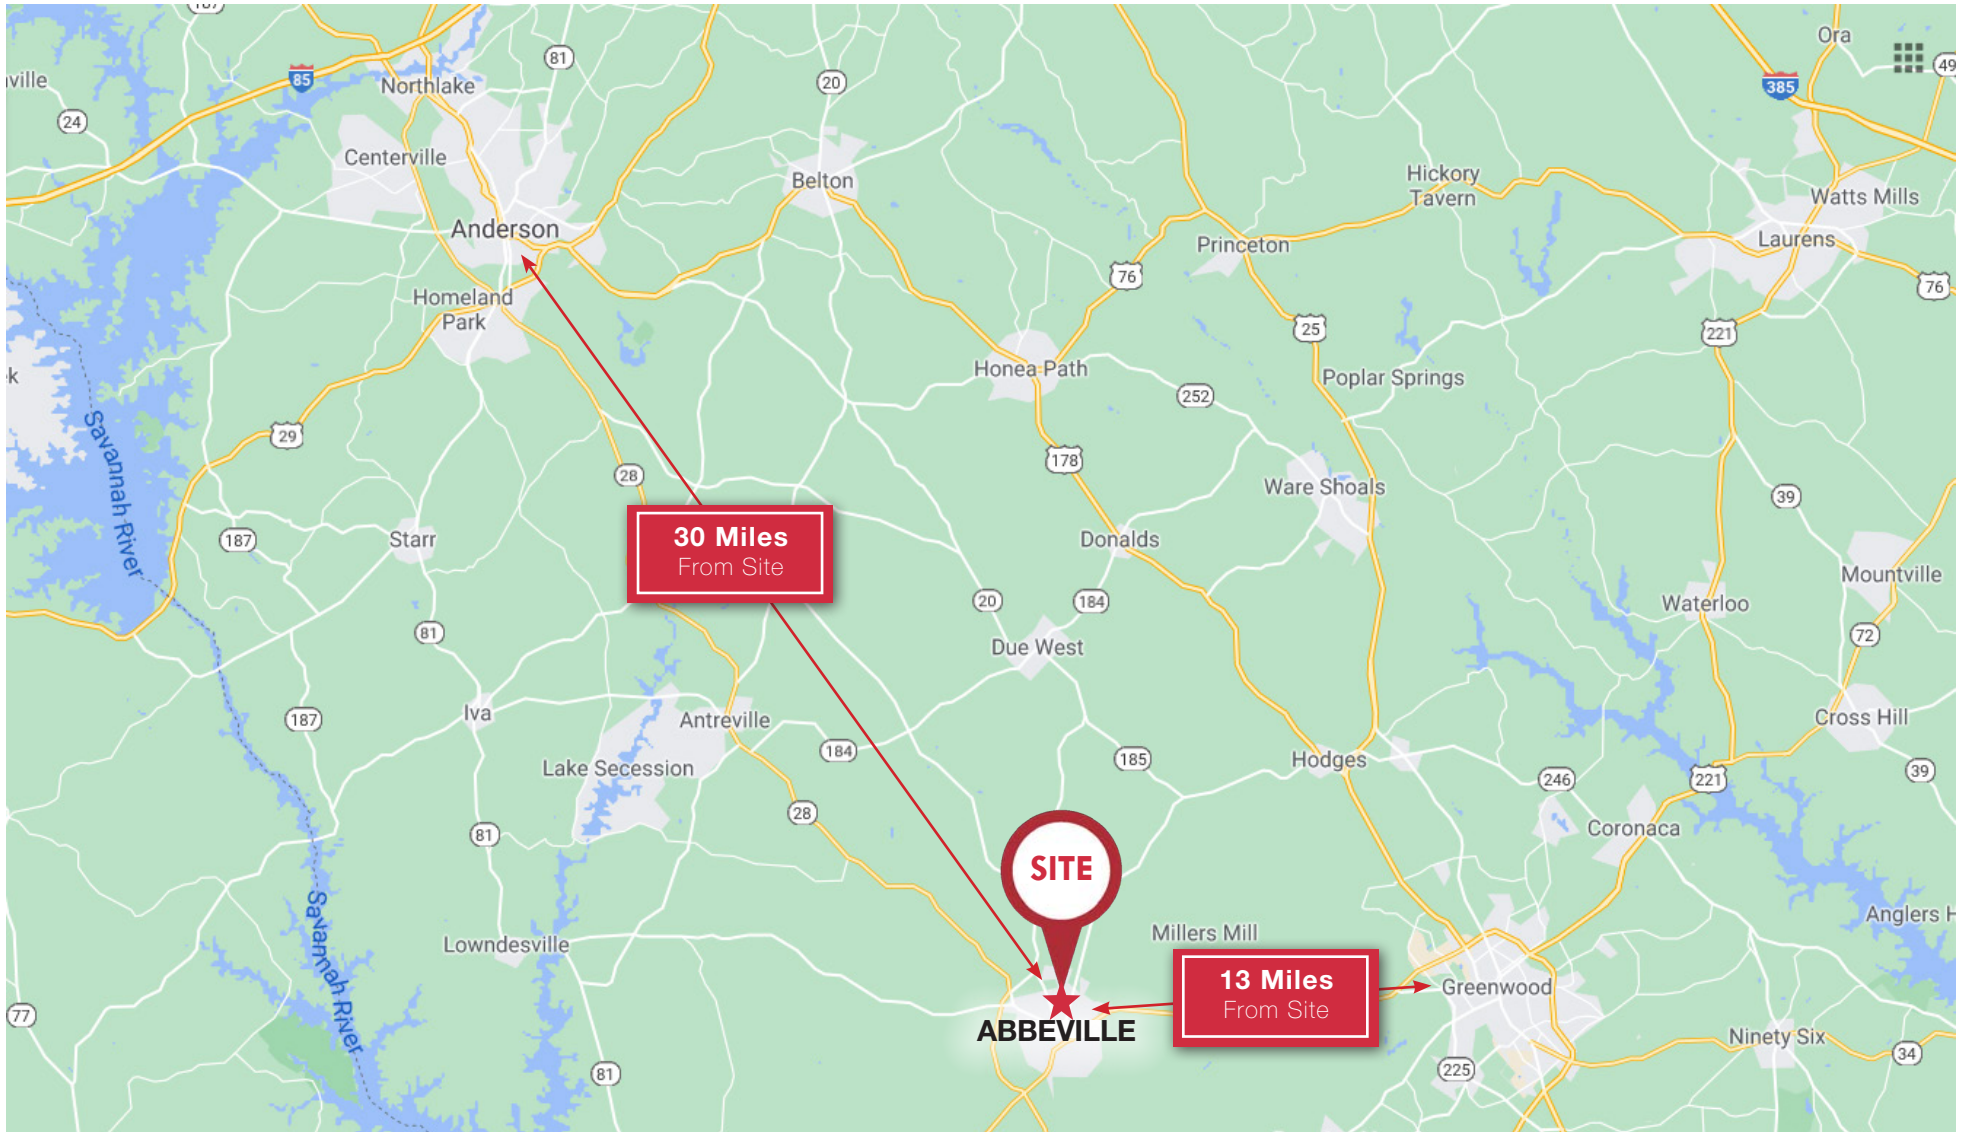 187
Ora
81
ville
85
20
385
49
Northlake
24
Centerville
Hickory
Tavern
Belton
Watts Mills
Anderson
Princeton
Laurens
76
76
Homeland
Park
25
221
k
Honea Path
Poplar Springs
252
29
178
28
Ware Shoals
39
Savannah River
187
Starr
30 Miles
From Site
Donalds
Mountville
20
184
Waterloo
81
Due West
72
Iva
187
Antreville
Cross Hill
184
185
Hodges
Lake Secession
246
221
39
28
81
Coronaca
SITE
Savannah River
Lowndesville
Millers Mill
Anglers H
13 Miles
From Site
Greenwood
77
ABBEVILLE
Ninety Six
34
81
225